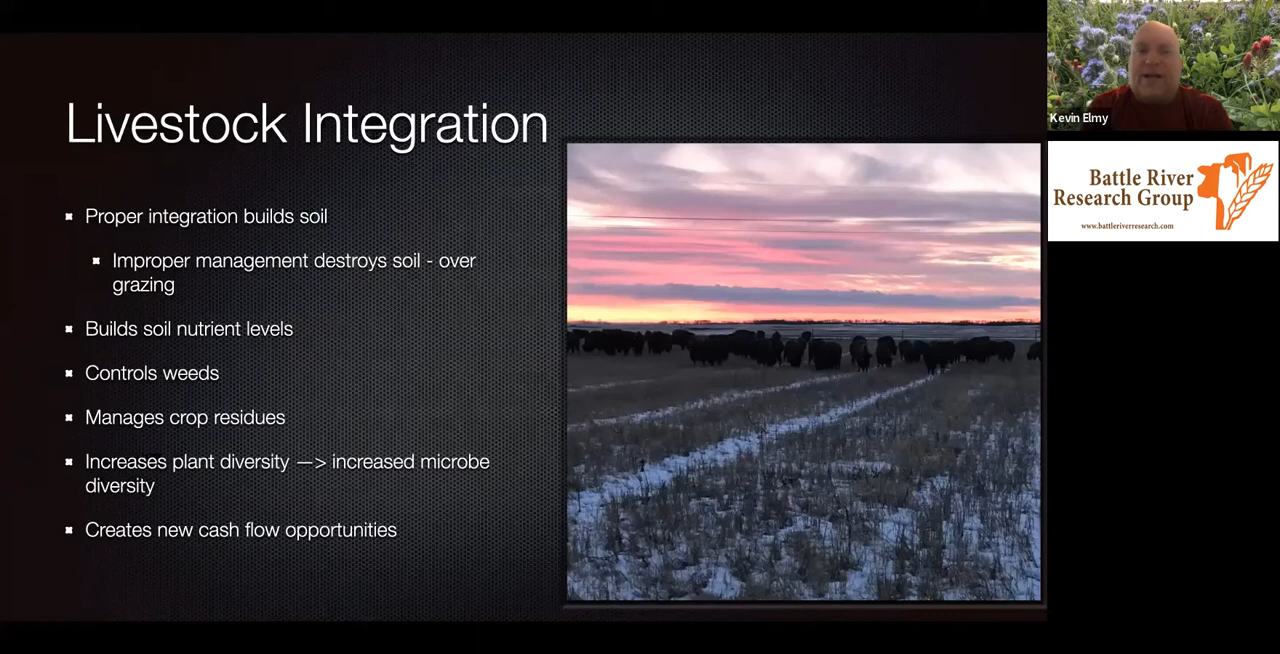 Livestock Integration
Proper integration builds soil
Improper management destroys soil - over
grazing
Builds soil nutrient levels
Controls weeds
Manages crop residues
Increases plant diversity —> increased microbe
diversity
Creates new cash flow opportunities
Kevin Elmy
Battle River
Research Group
www.battleriverresearch.com